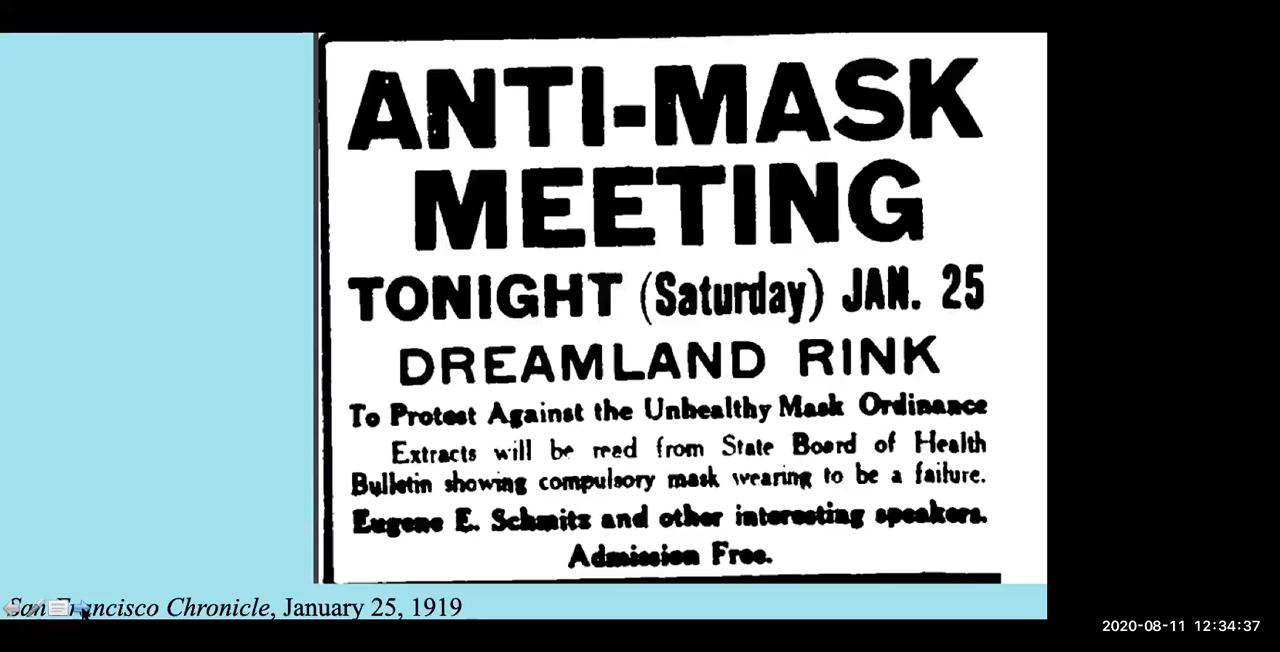 ANTI-MASK
MEETING
TONIGHT (Saturday) JAN. 25
DREAMLAND RINK
To Protest Against the Unhealthy Mask Ordinance
Extracts will be read from State Board of Health
Bulletin showing compulsory mask wearing to be a failure.
Eugene E. Schmitz and other interesting speakers.
Admission Free.
San Francisco Chronicle, January 25, 1919
2020-08-11 12:34:37